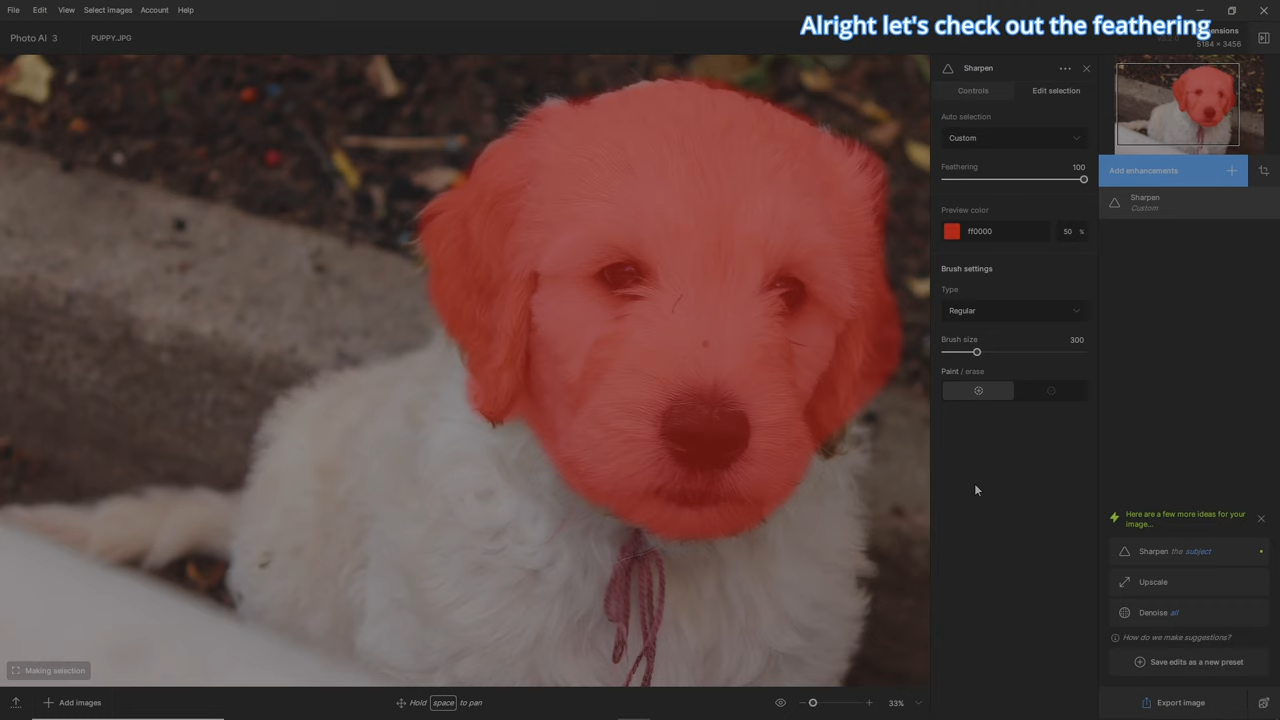 File Edit View Select images Account Help
Alright let's check out the feathering
Photo AI 3
PUPPY.JPG
5184 × 3456
Sharpen
Controls
Edit selection
Auto selection
Custom
Feathering 100
Preview color
ff0000 50 %
Brush settings
Type
Regular
Brush size 300
Paint / erase
Add enhancements
Sharpen
Custom
Here are a few more ideas for your
image...
Sharpen the subject
Upscale
Denoise all
How do we make suggestions?
Save edits as a new preset
Making selection
Add images
Hold space to pan
33%
Export image